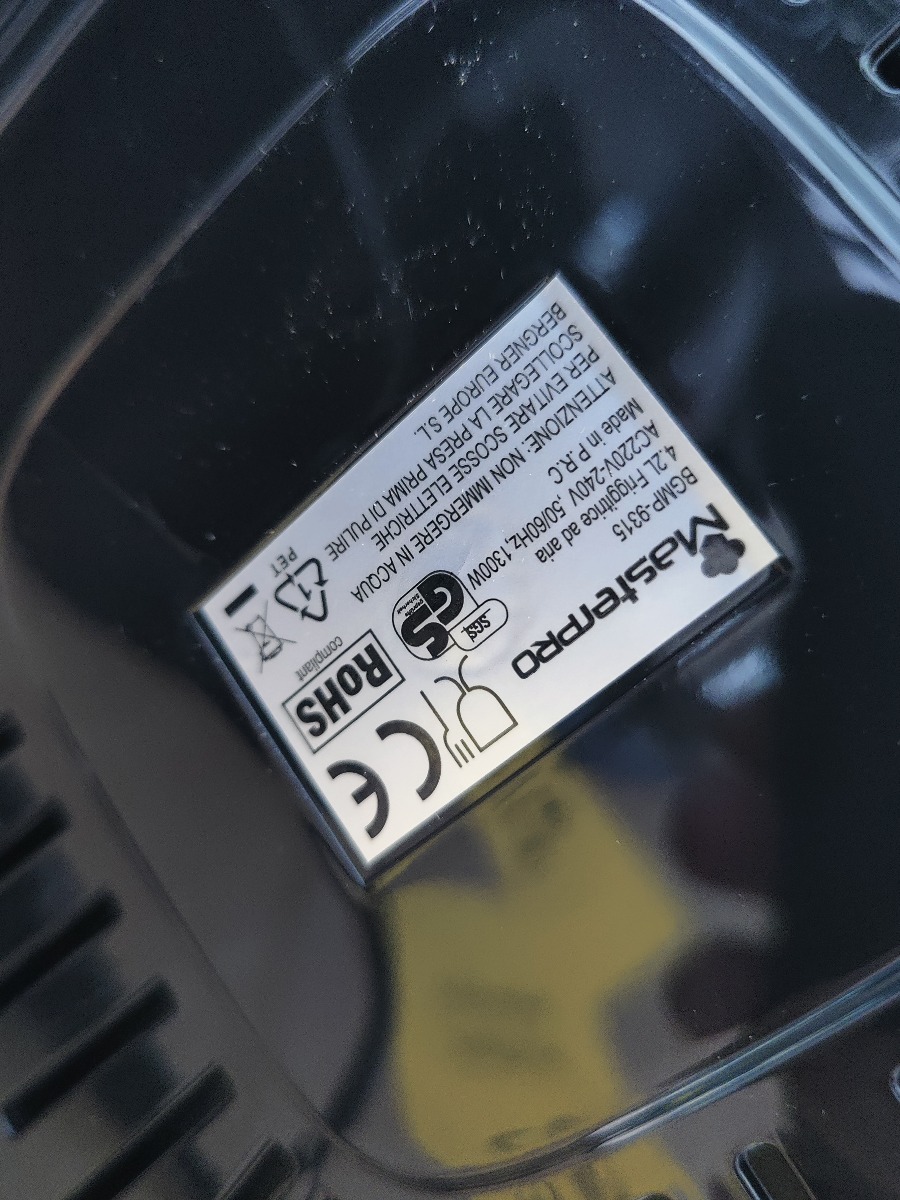 MasterPRO
BGMP-9315
4.2L Friggitrice ad aria
AC220V-240V ,50/60Hz 1300W
Made in P.R.C
ATTENZIONE: NON IMMERGERE IN ACQUA
PER EVITARE SCOSSE ELETTRICHE
SCOLLEGARE LA PRESA PRIMA DI PULIRE
BERGNER EUROPE S.L.
SGS
GS
geprüfte
Sicherheit
CE
RoHS
compliant
1
PET